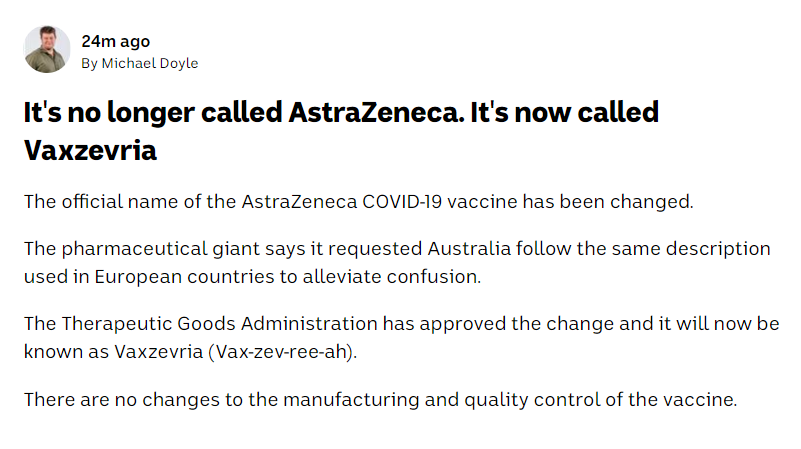 24m ago
By Michael Doyle
It's no longer called AstraZeneca. It's now called
Vaxzevria
The official name of the AstraZeneca COVID-19 vaccine has been changed.
The pharmaceutical giant says it requested Australia follow the same description
used in European countries to alleviate confusion.
The Therapeutic Goods Administration has approved the change and it will now be
known as Vaxzevria (Vax-zev-ree-ah).
There are no changes to the manufacturing and quality control of the vaccine.